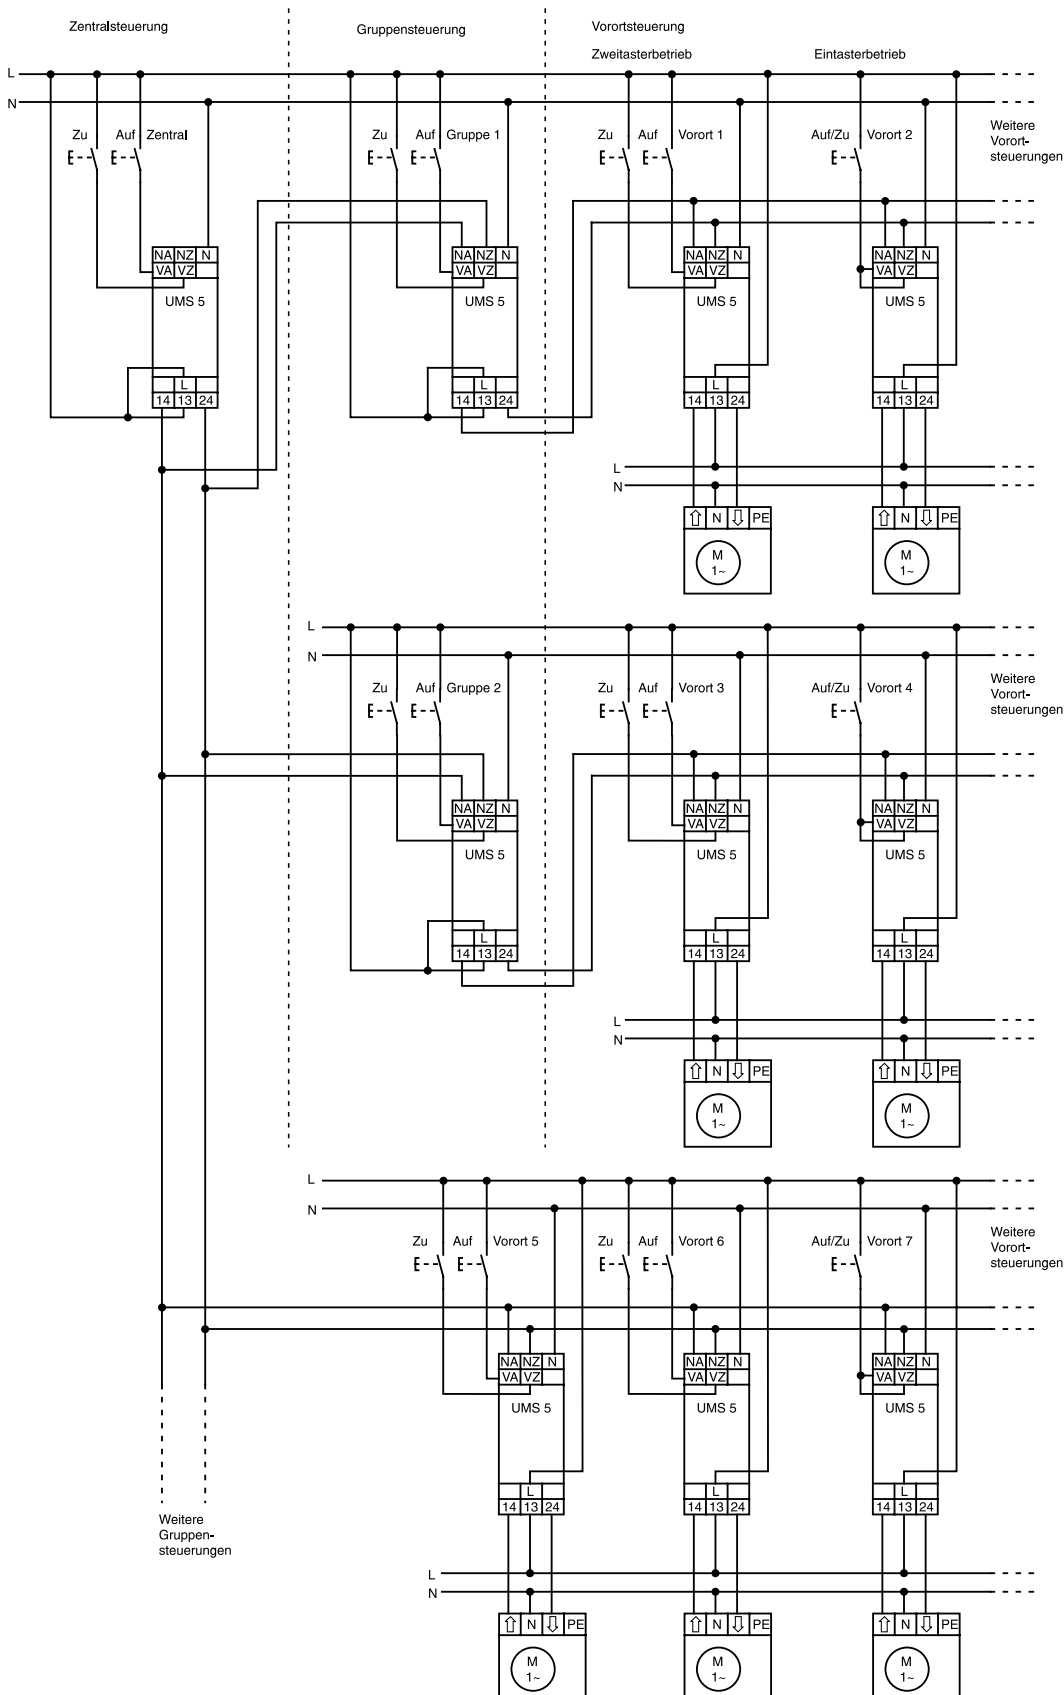 Zentralsteuerung
Gruppensteuerung
Vorortsteuerung
Zweitasterbetrieb
Eintasterbetrieb
L
N
Zu Auf Zentral
Zu Auf Gruppe 1
Zu Auf Vorort 1
Auf/Zu Vorort 2
Weitere
Vorort-
steuerungen
NA NZ N
VA VZ
UMS 5
L
14 13 24
NA NZ N
VA VZ
UMS 5
L
14 13 24
NA NZ N
VA VZ
UMS 5
L
14 13 24
NA NZ N
VA VZ
UMS 5
L
14 13 24
L
N
⇧ N ⇩ PE
M
1~
⇧ N ⇩ PE
M
1~
L
N
Zu Auf Gruppe 2
Zu Auf Vorort 3
Auf/Zu Vorort 4
Weitere
Vorort-
steuerungen
NA NZ N
VA VZ
UMS 5
L
14 13 24
NA NZ N
VA VZ
UMS 5
L
14 13 24
NA NZ N
VA VZ
UMS 5
L
14 13 24
L
N
⇧ N ⇩ PE
M
1~
⇧ N ⇩ PE
M
1~
L
N
Zu Auf Vorort 5
Zu Auf Vorort 6
Auf/Zu Vorort 7
Weitere
Vorort-
steuerungen
NA NZ N
VA VZ
UMS 5
L
14 13 24
NA NZ N
VA VZ
UMS 5
L
14 13 24
NA NZ N
VA VZ
UMS 5
L
14 13 24
Weitere
Gruppen-
steuerungen
L
N
⇧ N ⇩ PE
M
1~
⇧ N ⇩ PE
M
1~
⇧ N ⇩ PE
M
1~